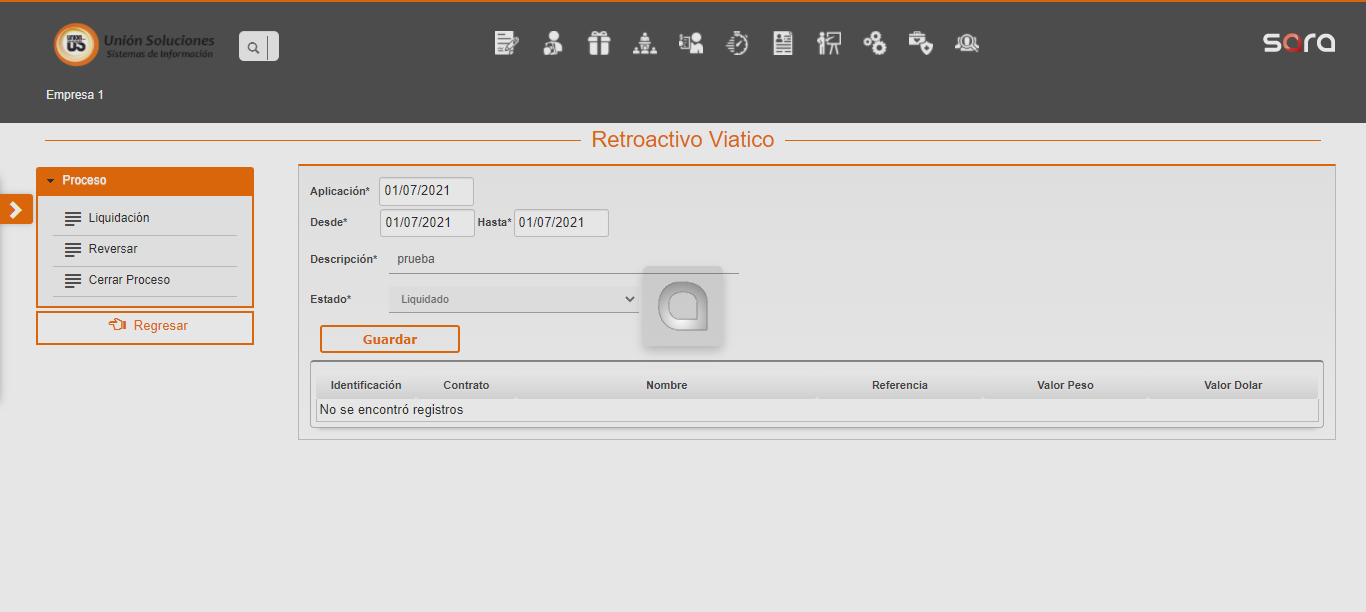 UNION
US
Unión Soluciones
Sistemas de Información
sara
Empresa 1
Retroactivo Viatico
Proceso
Liquidación
Reversar
Cerrar Proceso
Regresar
Aplicación* 01/07/2021
Desde* 01/07/2021 Hasta* 01/07/2021
Descripción* prueba
Estado* Liquidado
Guardar
Identificación Contrato Nombre Referencia Valor Peso Valor Dolar
No se encontró registros